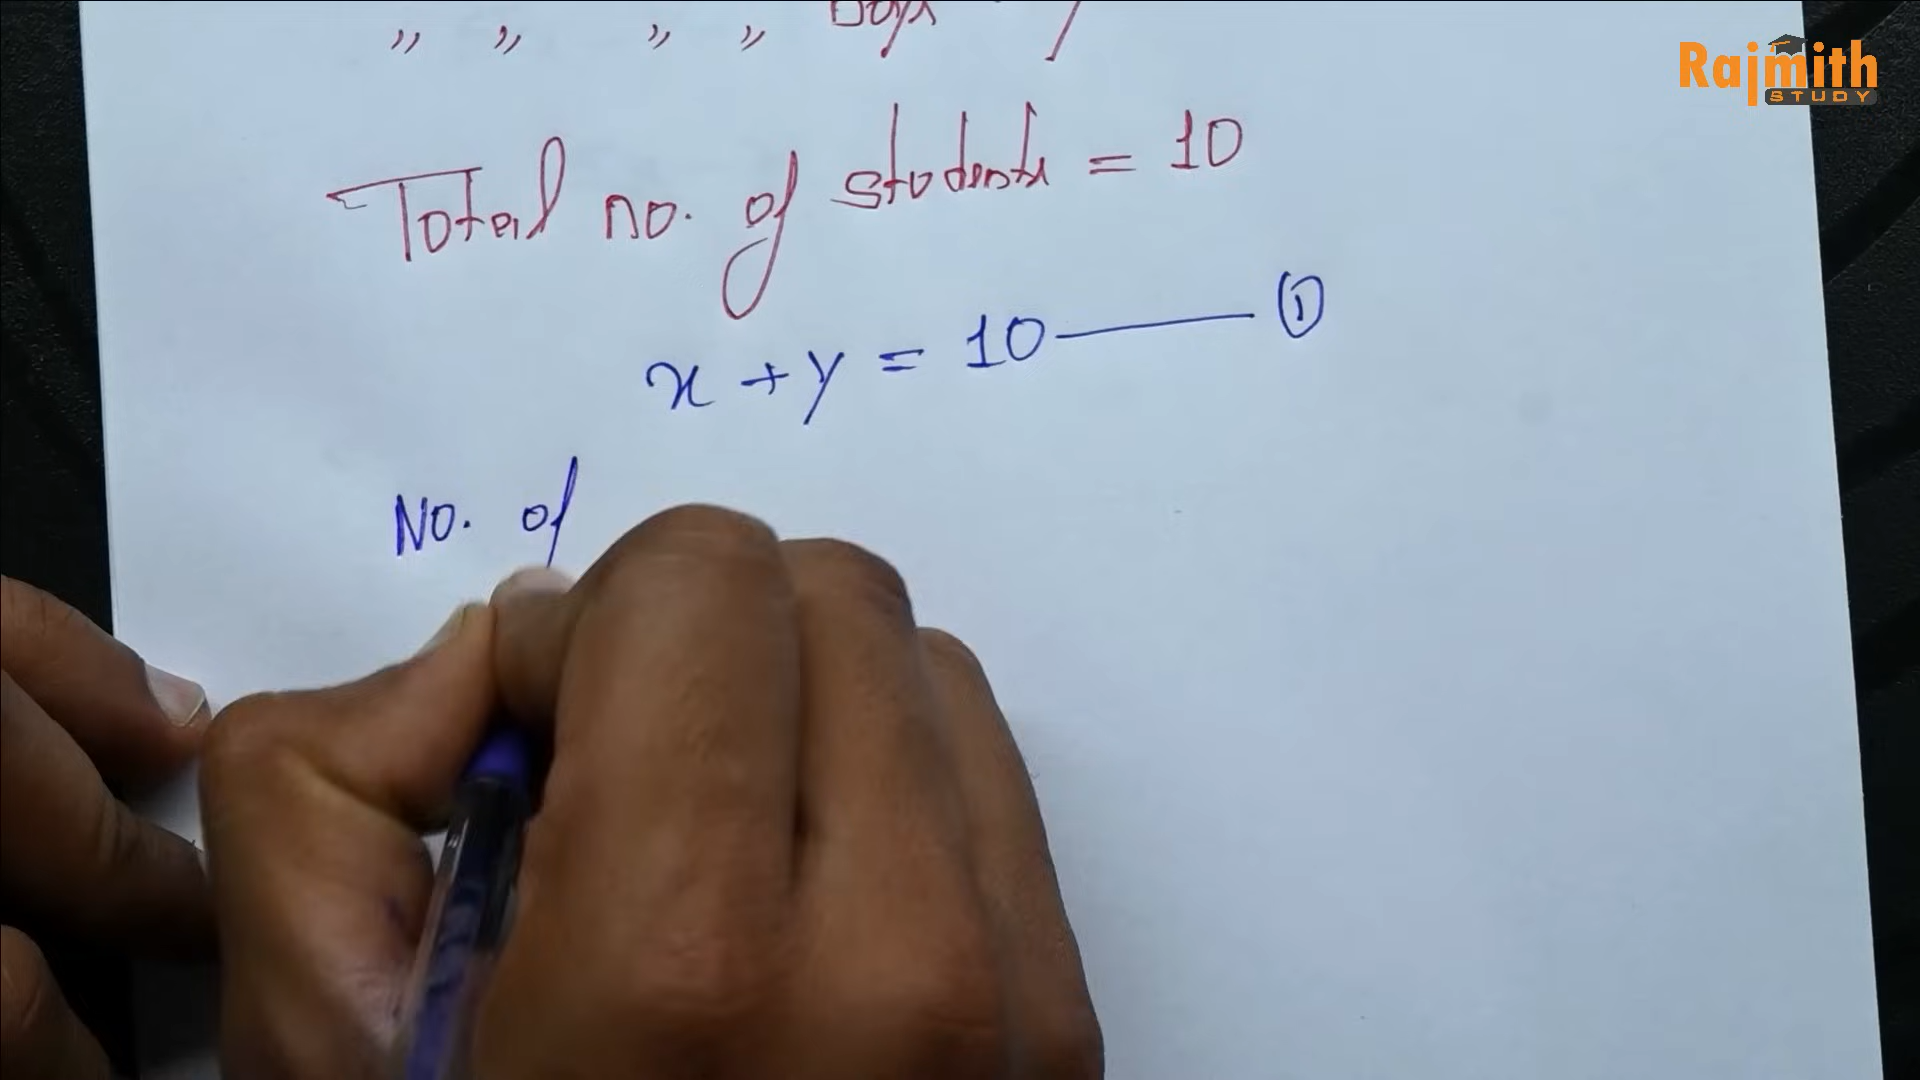 ,, ,, ,, ,, Boys y
Total no. of students = 10
x + y = 10 ——— ①
No. of
Rajmith
STUDY